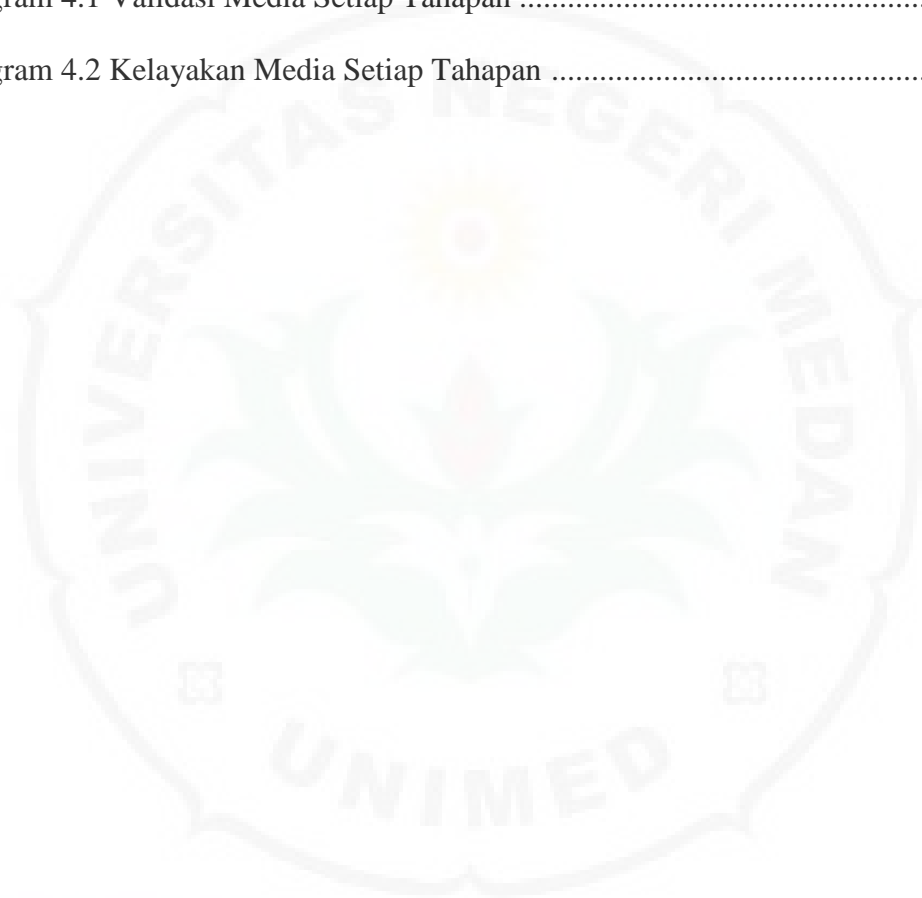 gram 4.1 Validasi Media Setiap Tahapan ....................................................
gram 4.2 Kelayakan Media Setiap Tahapan ................................................
UNIVERSITAS NEGERI MEDAN
UNIMED